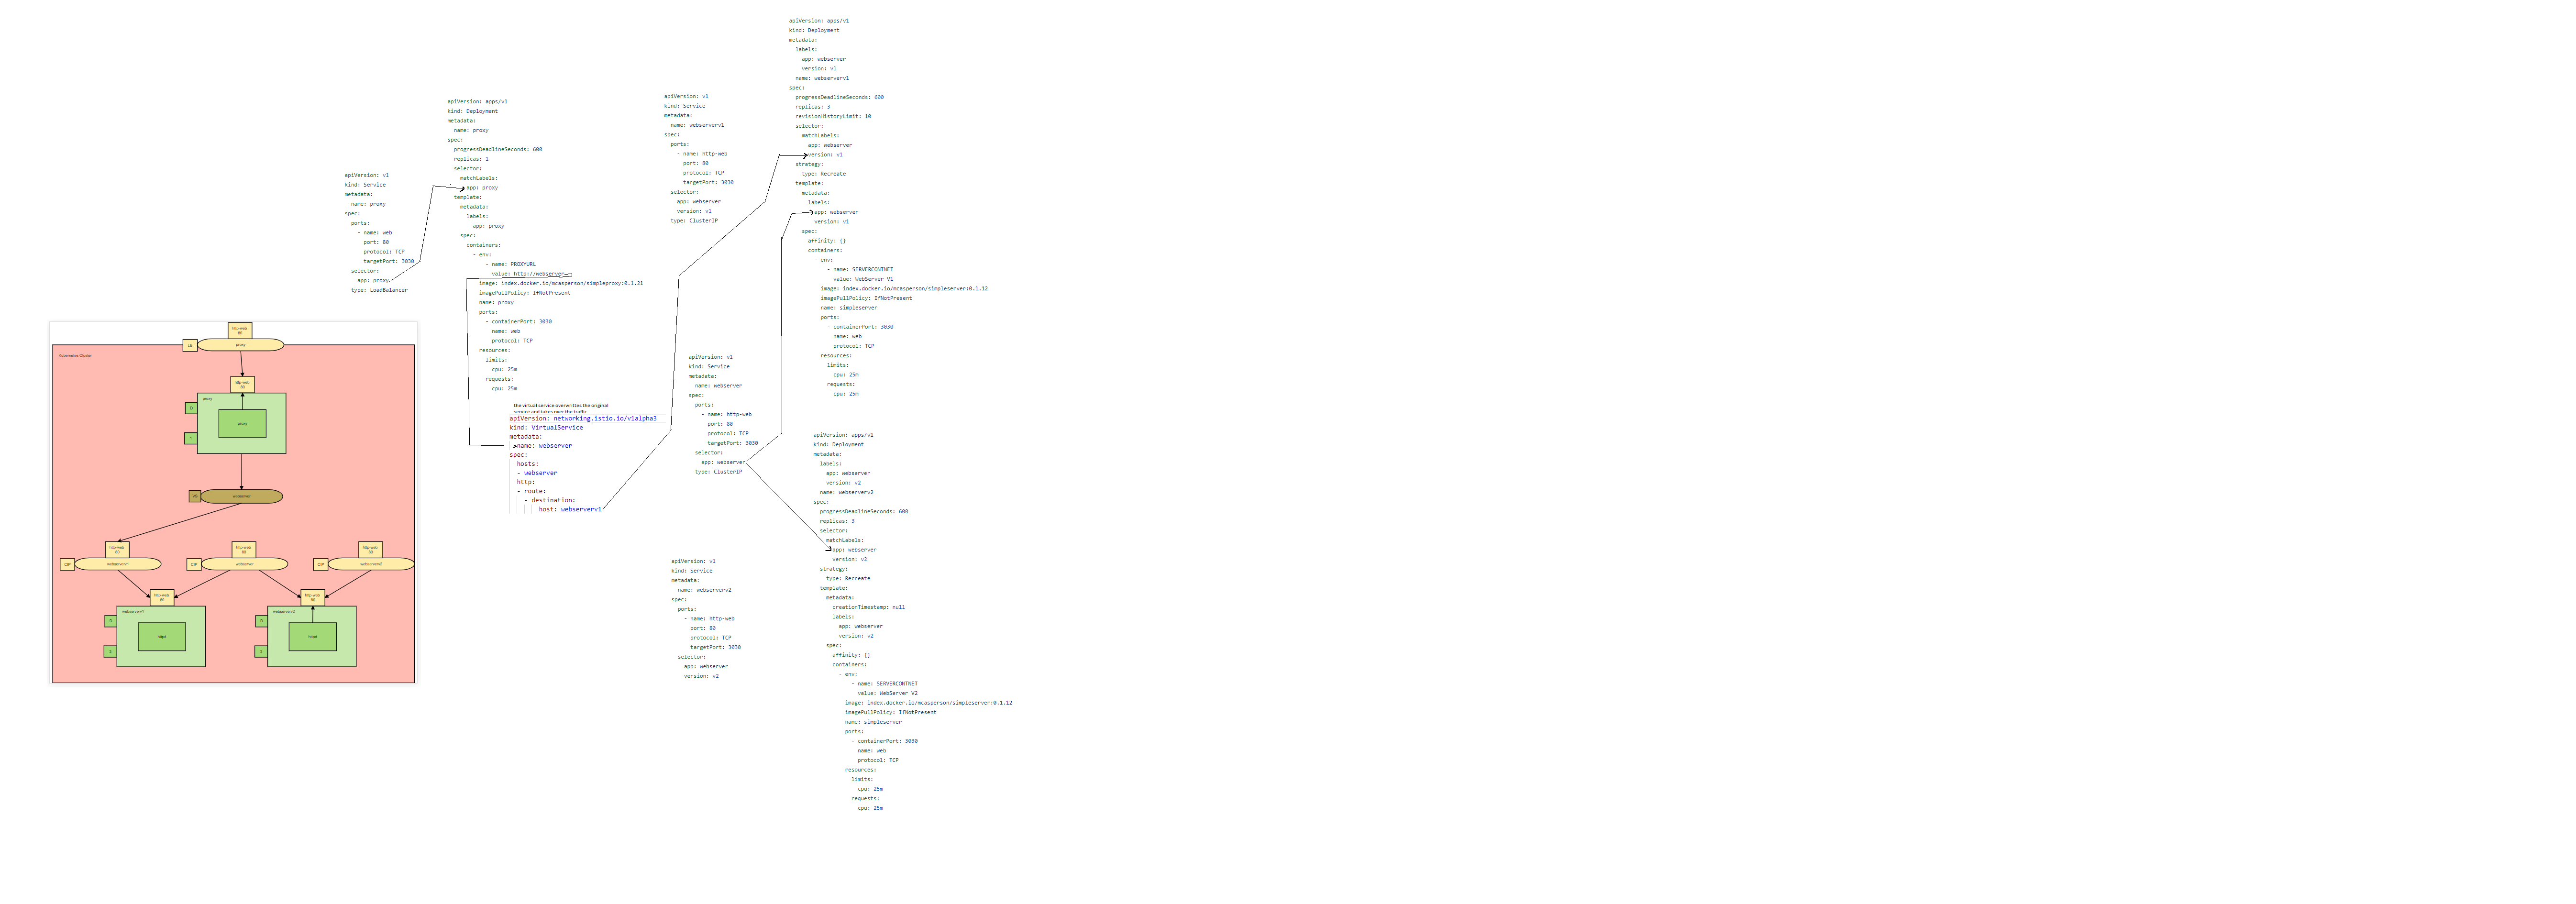 apiVersion: v1
kind: Service
metadata:
name: proxy
spec:
ports:
- name: web
port: 80
protocol: TCP
targetPort: 3030
selector:
app: proxy
type: LoadBalancer
apiVersion: apps/v1
kind: Deployment
metadata:
name: proxy
spec:
progressDeadlineSeconds: 600
replicas: 1
selector:
matchLabels:
app: proxy
template:
metadata:
labels:
app: proxy
spec:
containers:
- env:
- name: PROXYURL
value: http://webserver
image: index.docker.io/mcasperson/simpleproxy:0.1.21
imagePullPolicy: IfNotPresent
name: proxy
ports:
- containerPort: 3030
name: web
protocol: TCP
resources:
limits:
cpu: 25m
requests:
cpu: 25m
the virtual service overwrittes the original
service and takes over the traffic
apiVersion: networking.istio.io/v1alpha3
kind: VirtualService
metadata:
name: webserver
spec:
hosts:
- webserver
http:
- route:
- destination:
host: webserverv1
apiVersion: v1
kind: Service
metadata:
name: webserverv1
spec:
ports:
- name: http-web
port: 80
protocol: TCP
targetPort: 3030
selector:
app: webserver
version: v1
type: ClusterIP
apiVersion: v1
kind: Service
metadata:
name: webserver
spec:
ports:
- name: http-web
port: 80
protocol: TCP
targetPort: 3030
selector:
app: webserver
type: ClusterIP
apiVersion: v1
kind: Service
metadata:
name: webserverv2
spec:
ports:
- name: http-web
port: 80
protocol: TCP
targetPort: 3030
selector:
app: webserver
version: v2
apiVersion: apps/v1
kind: Deployment
metadata:
labels:
app: webserver
version: v1
name: webserverv1
spec:
progressDeadlineSeconds: 600
replicas: 3
revisionHistoryLimit: 10
selector:
matchLabels:
app: webserver
version: v1
strategy:
type: Recreate
template:
metadata:
labels:
app: webserver
version: v1
spec:
affinity: {}
containers:
- env:
- name: SERVERCONTNET
value: WebServer V1
image: index.docker.io/mcasperson/simpleserver:0.1.12
imagePullPolicy: IfNotPresent
name: simpleserver
ports:
- containerPort: 3030
name: web
protocol: TCP
resources:
limits:
cpu: 25m
requests:
cpu: 25m
apiVersion: apps/v1
kind: Deployment
metadata:
labels:
app: webserver
version: v2
name: webserverv2
spec:
progressDeadlineSeconds: 600
replicas: 3
selector:
matchLabels:
app: webserver
version: v2
strategy:
type: Recreate
template:
metadata:
creationTimestamp: null
labels:
app: webserver
version: v2
spec:
affinity: {}
containers:
- env:
- name: SERVERCONTNET
value: WebServer V2
image: index.docker.io/mcasperson/simpleserver:0.1.12
imagePullPolicy: IfNotPresent
name: simpleserver
ports:
- containerPort: 3030
name: web
protocol: TCP
resources:
limits:
cpu: 25m
requests:
cpu: 25m
http-web
80
LB
proxy
Kubernetes Cluster
http-web
80
proxy
D
proxy
1
VS
webserver
http-web
80
http-web
80
http-web
80
CIP
webserverv1
CIP
webserver
CIP
webserverv2
http-web
80
http-web
80
webserverv1
webserverv2
D
D
httpd
httpd
3